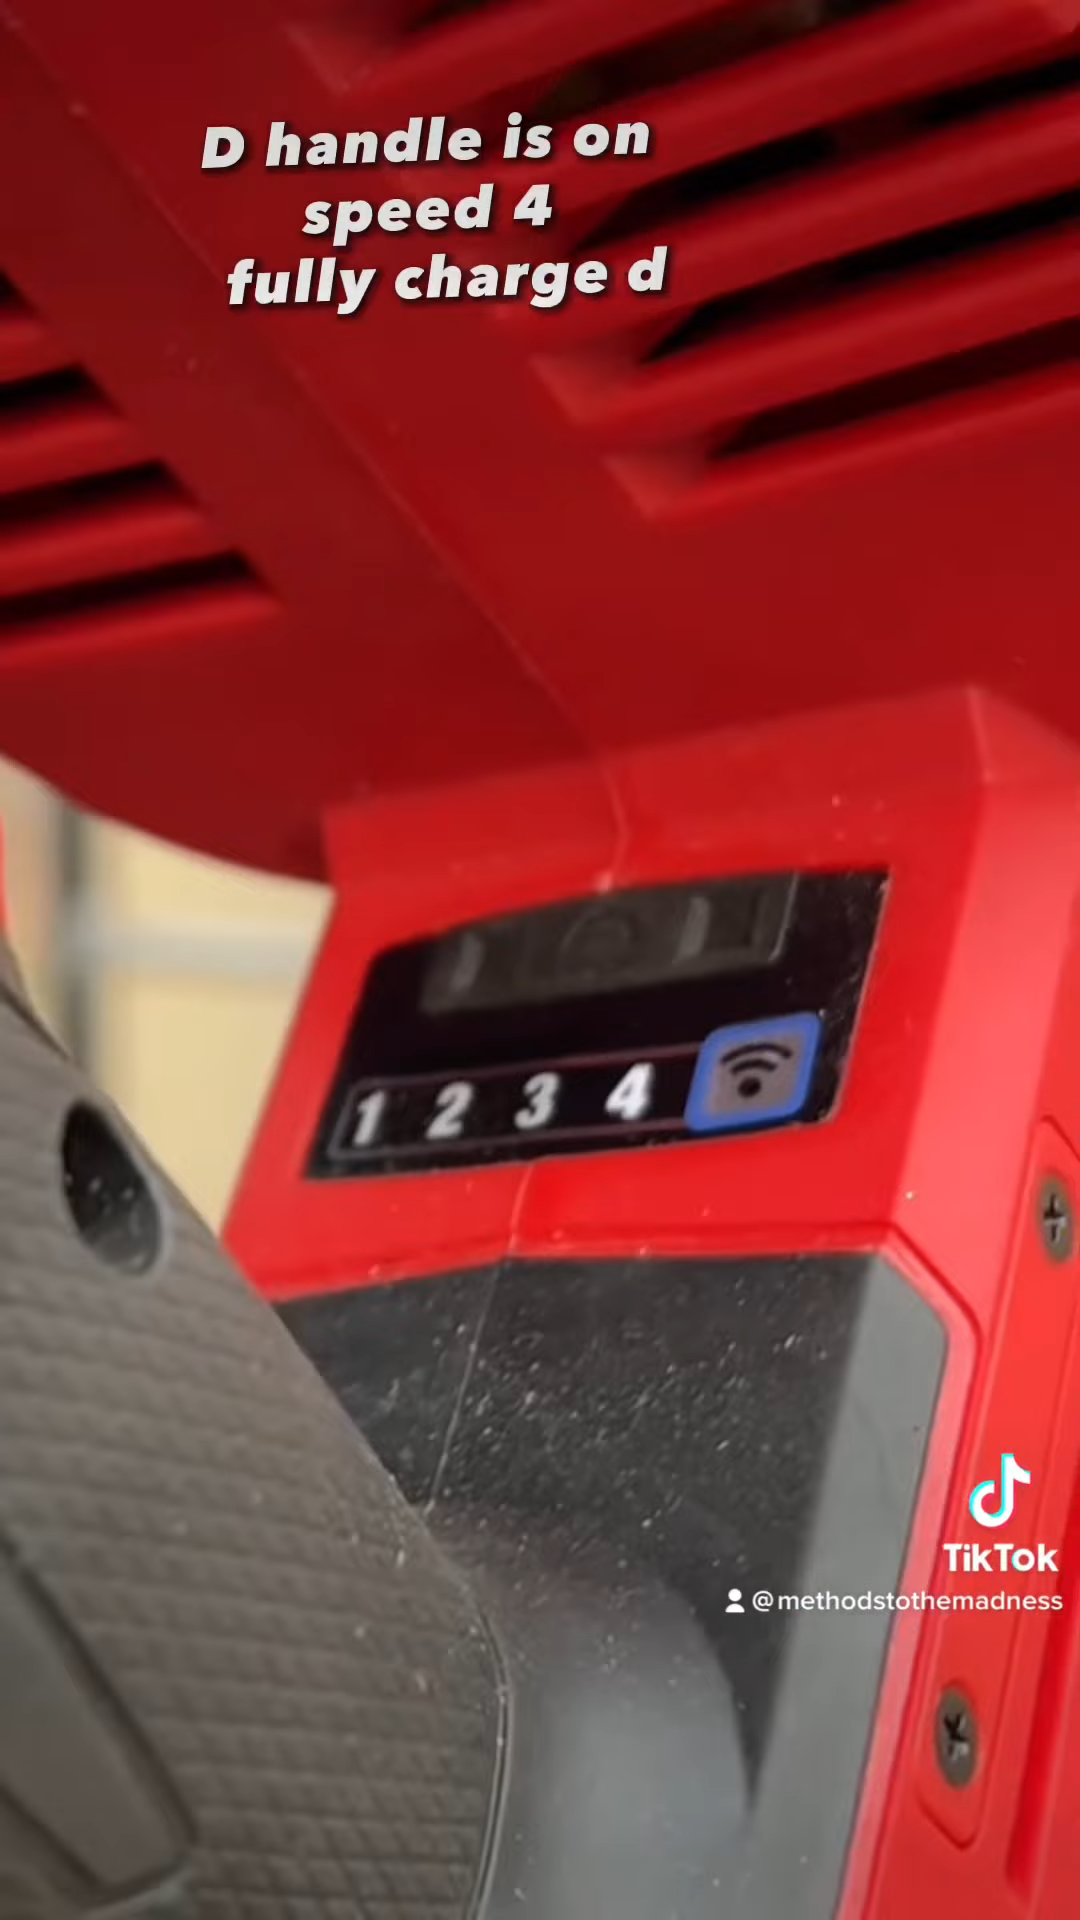 D handle is on
speed 4
fully charge d
1 2 3 4
TikTok
@methodstothemadness